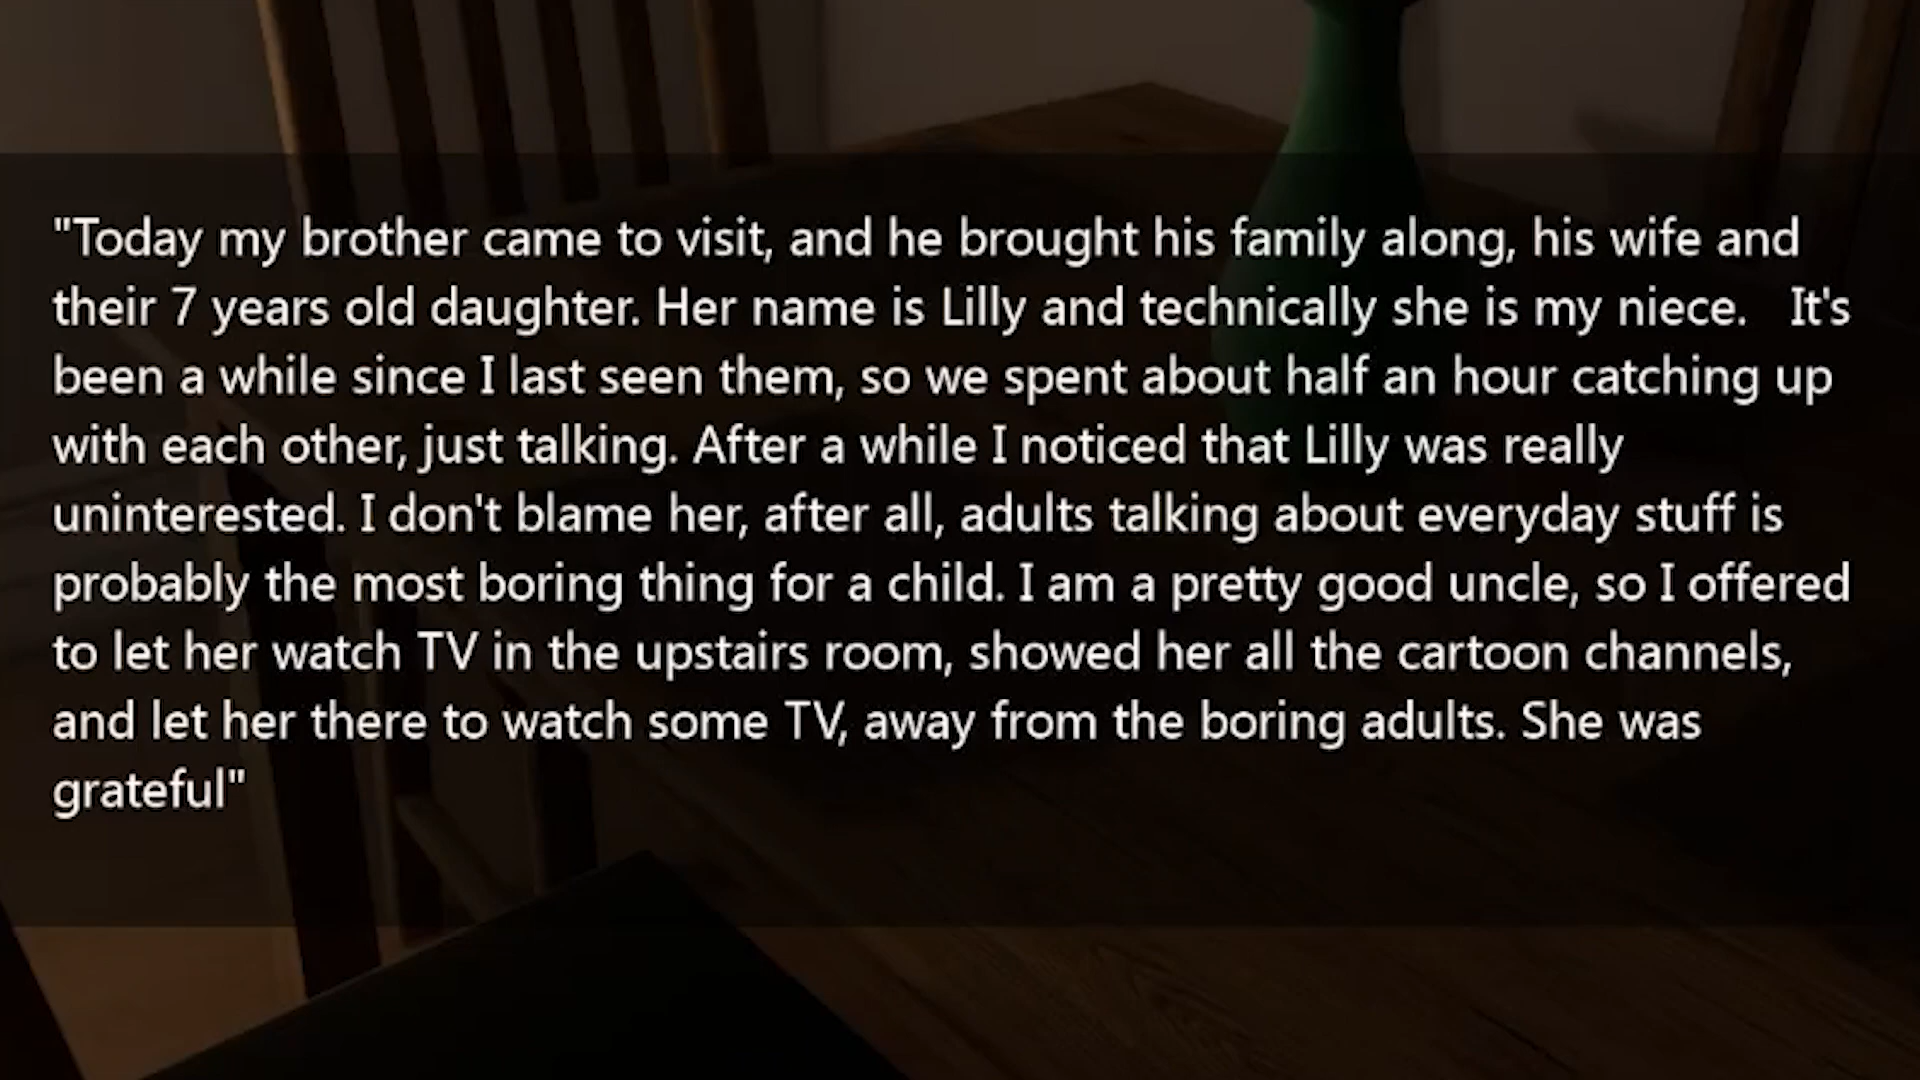 "Today my brother came to visit, and he brought his family along, his wife and
their 7 years old daughter. Her name is Lilly and technically she is my niece.   It's
been a while since I last seen them, so we spent about half an hour catching up
with each other, just talking. After a while I noticed that Lilly was really
uninterested. I don't blame her, after all, adults talking about everyday stuff is
probably the most boring thing for a child. I am a pretty good uncle, so I offered
to let her watch TV in the upstairs room, showed her all the cartoon channels,
and let her there to watch some TV, away from the boring adults. She was
grateful"